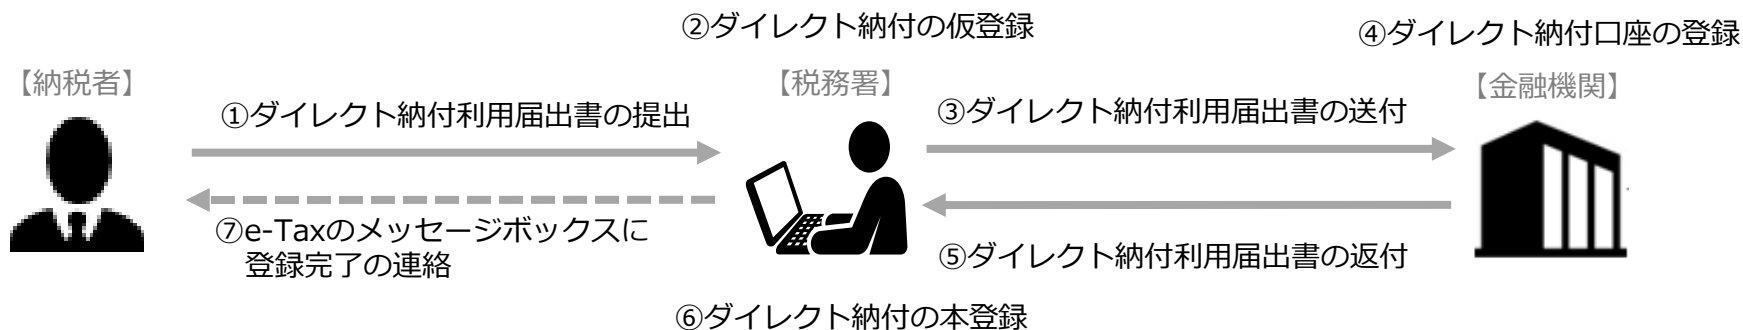 ②ダイレクト納付の仮登録
④ダイレクト納付口座の登録
【納税者】
【税務署】
【金融機関】
①ダイレクト納付利用届出書の提出
③ダイレクト納付利用届出書の送付
⑦e-Taxのメッセージボックスに
登録完了の連絡
⑤ダイレクト納付利用届出書の返付
⑥ダイレクト納付の本登録